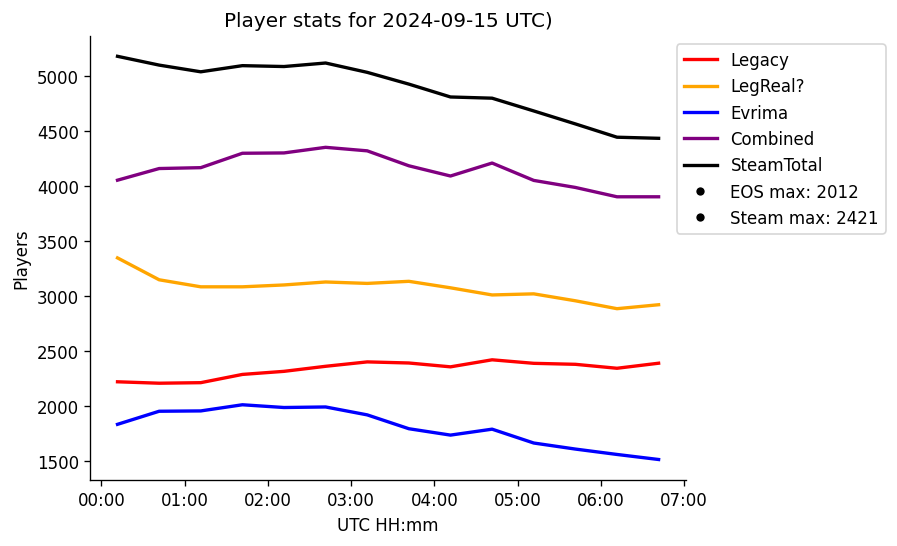 Player stats for 2024-09-15 UTC)
Players
5000
4500
4000
3500
3000
2500
2000
1500
00:00 01:00 02:00 03:00 04:00 05:00 06:00 07:00
UTC HH:mm
Legacy
LegReal?
Evrima
Combined
SteamTotal
EOS max: 2012
Steam max: 2421